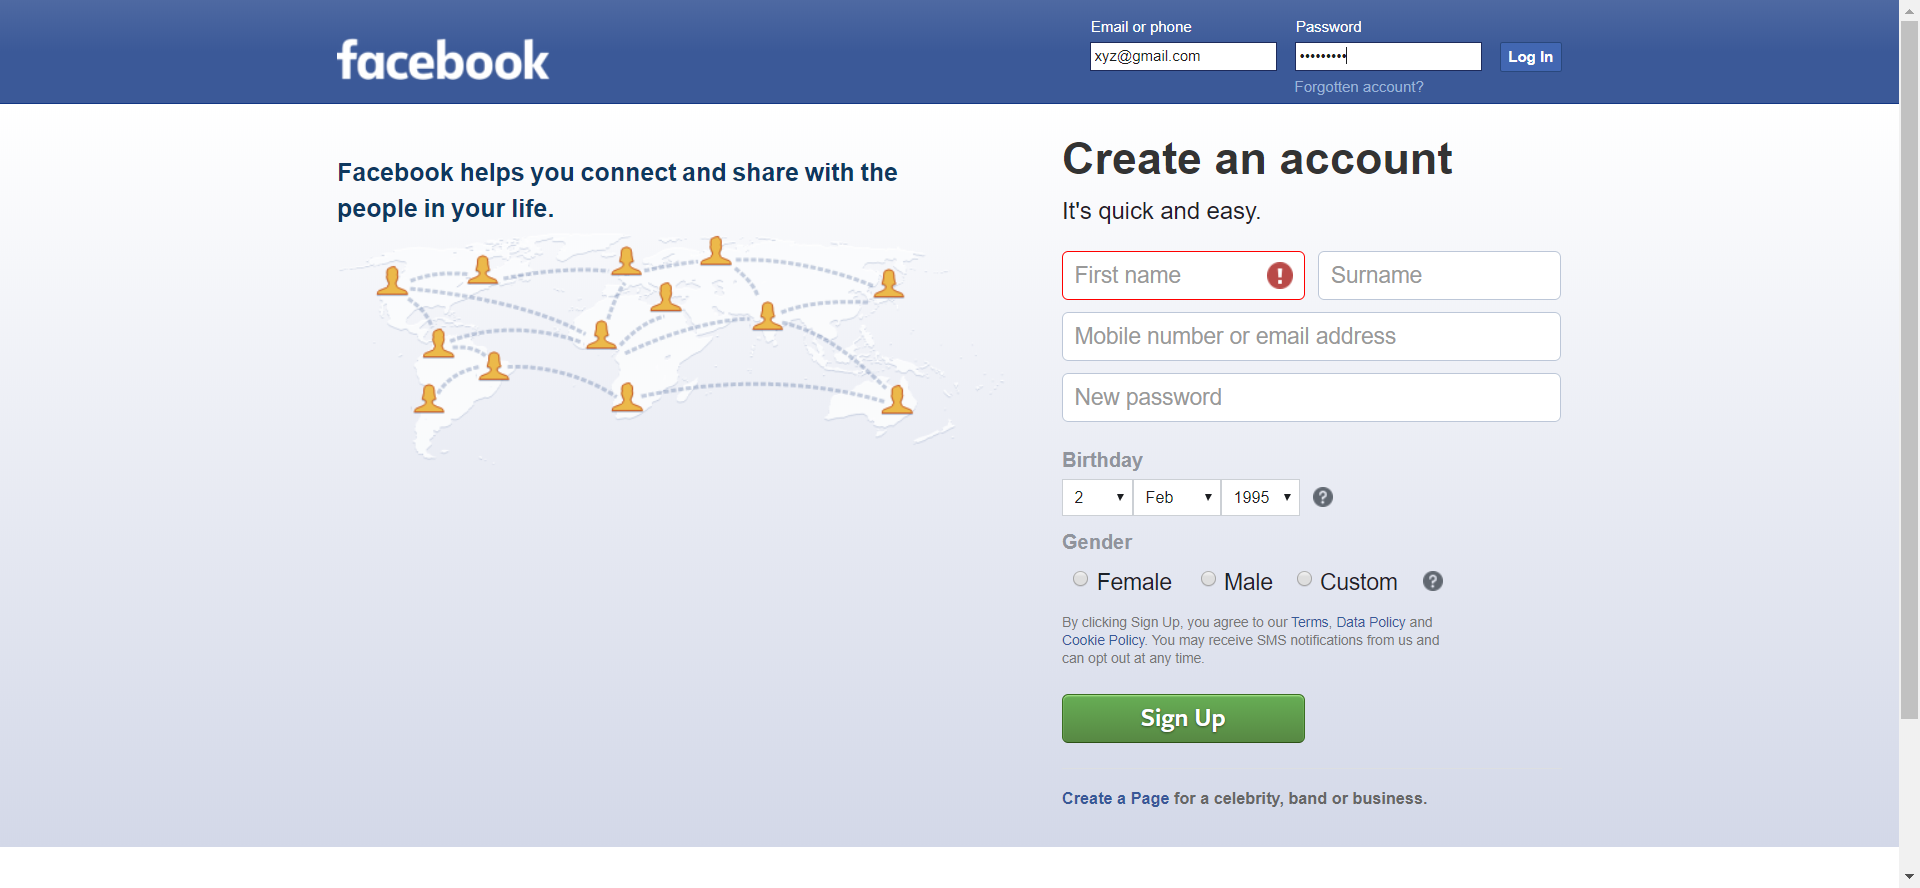 facebook
Email or phone
Password
xyz@gmail.com
•••••••••
Log In
Forgotten account?
Facebook helps you connect and share with the
people in your life.
Create an account
It's quick and easy.
First name
Surname
Mobile number or email address
New password
Birthday
2 Feb 1995
Gender
Female Male Custom
By clicking Sign Up, you agree to our Terms, Data Policy and
Cookie Policy. You may receive SMS notifications from us and
can opt out at any time.
Sign Up
Create a Page for a celebrity, band or business.